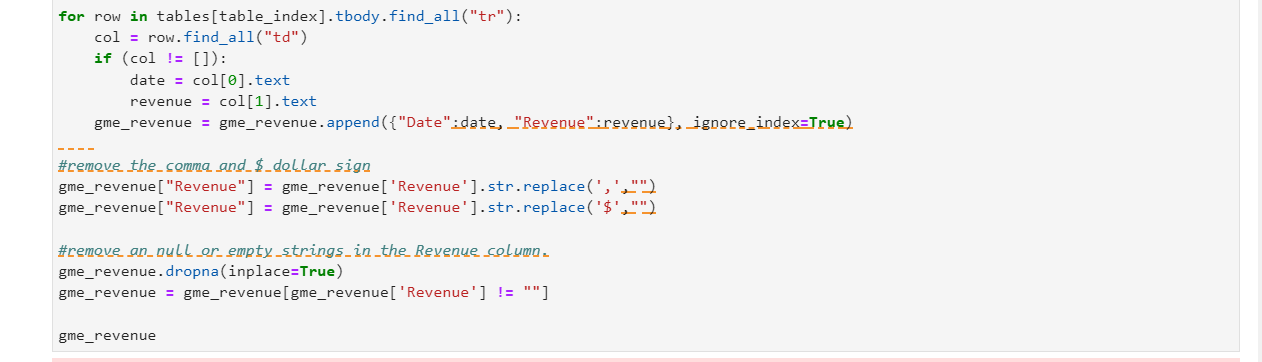 for row in tables[table_index].tbody.find_all("tr"):
    col = row.find_all("td")
    if (col != []):
        date = col[0].text
        revenue = col[1].text
    gme_revenue = gme_revenue.append({"Date":date, "Revenue":revenue}, ignore_index=True)
#remove the comma and $ dollar sign
gme_revenue["Revenue"] = gme_revenue['Revenue'].str.replace(',',"")
gme_revenue["Revenue"] = gme_revenue['Revenue'].str.replace('$',"")
#remove an null or empty strings in the Revenue column.
gme_revenue.dropna(inplace=True)
gme_revenue = gme_revenue[gme_revenue['Revenue'] != ""]
gme_revenue